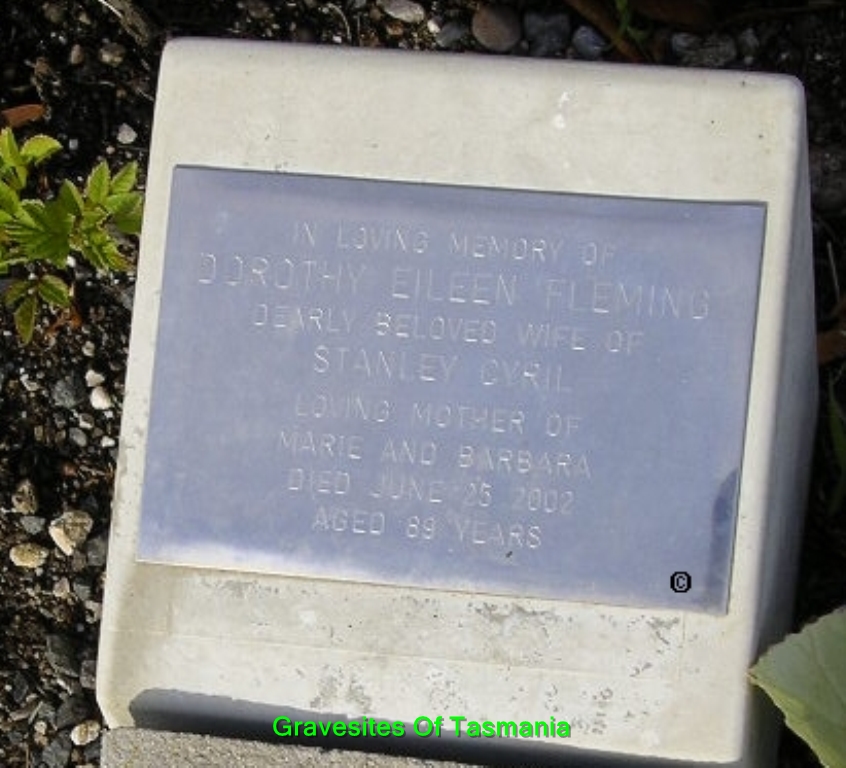 IN LOVING MEMORY OF
DOROTHY EILEEN FLEMING
DEARLY BELOVED WIFE OF
STANLEY CYRIL
LOVING MOTHER OF
MARIE AND BARBARA
DIED JUNE 25 2002
AGED 89 YEARS
©
Gravesites Of Tasmania